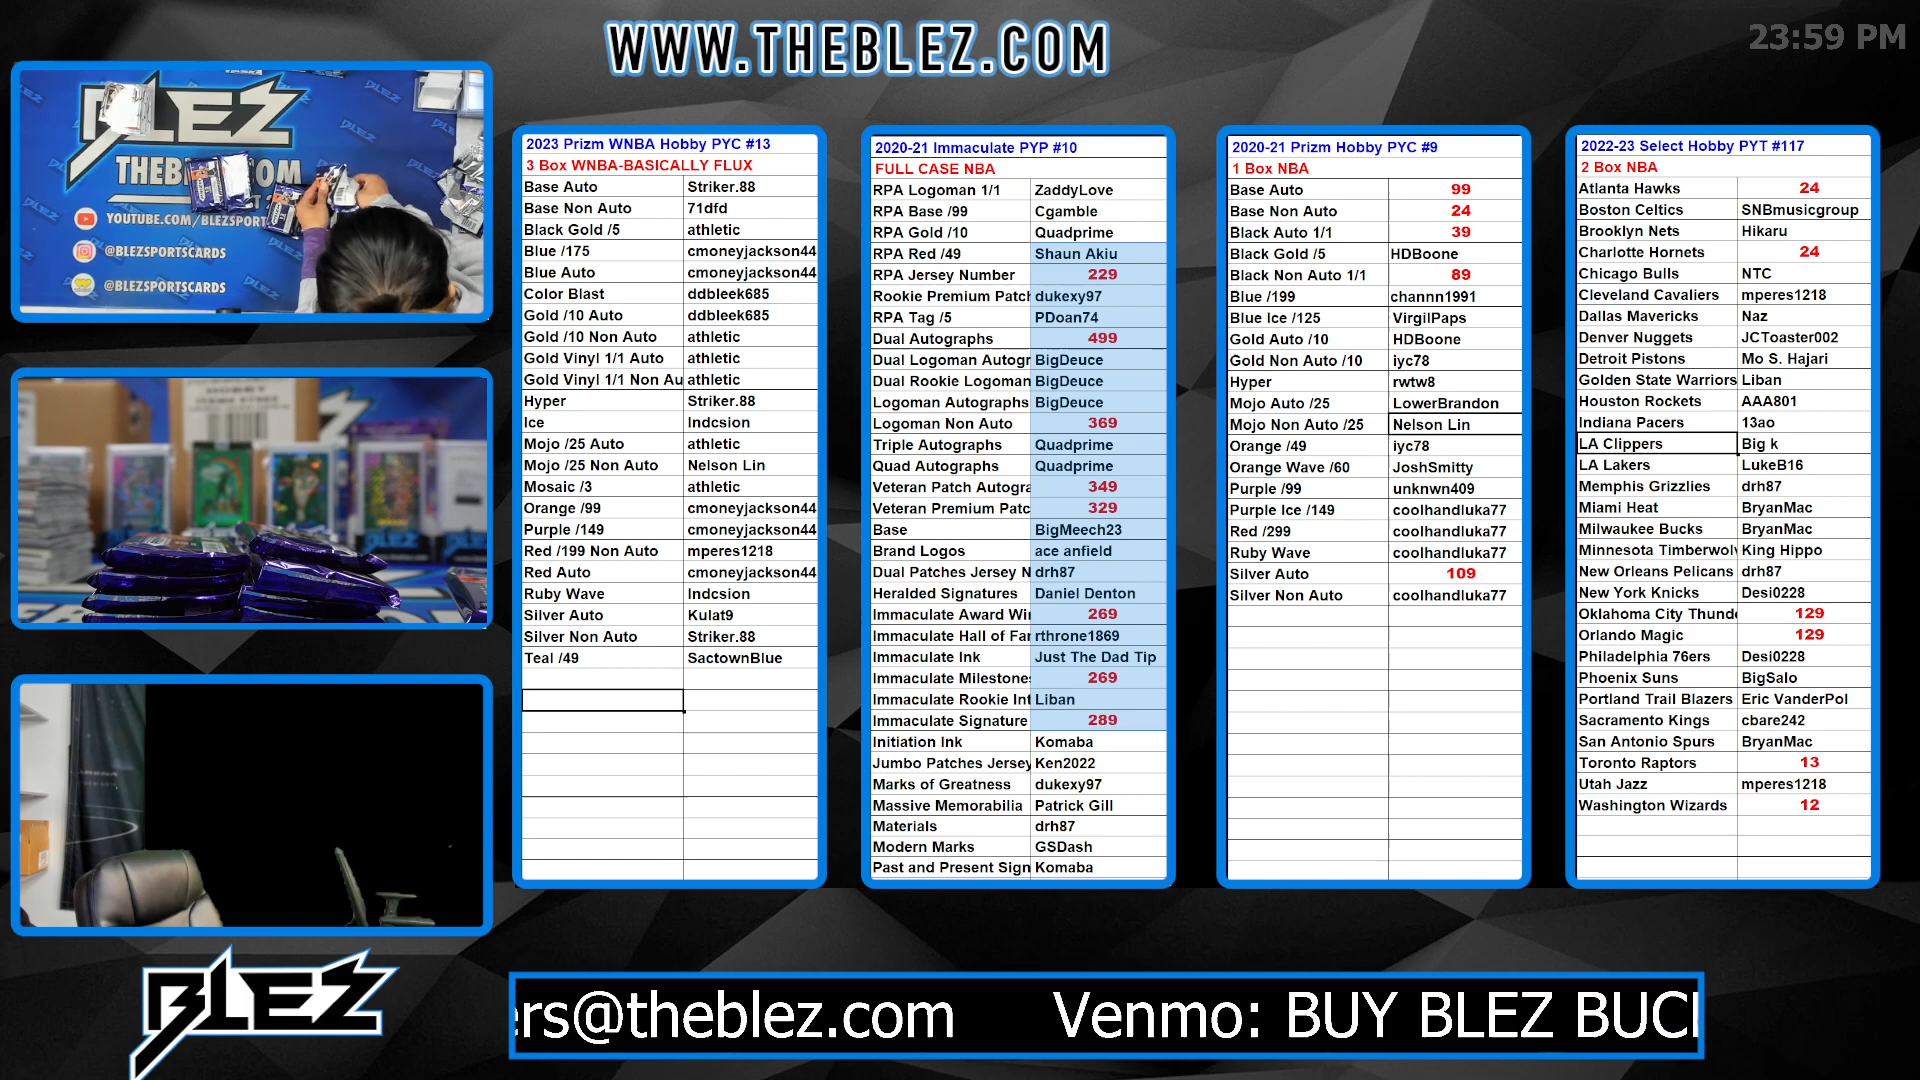 WWW.THEBLEZ.COM
23:59 PM
BLEZ
YOUTUBE.COM/BLEZSPORT
@BLEZSPORTSCARDS
@BLEZSPORTSCARDS
2023 Prizm WNBA Hobby PYC #13
3 Box WNBA-BASICALLY FLUX
Base Auto Striker.88
Base Non Auto 71dfd
Black Gold /5 athletic
Blue /175 cmoneyjackson44
Blue Auto cmoneyjackson44
Color Blast ddbleek685
Gold /10 Auto ddbleek685
Gold /10 Non Auto athletic
Gold Vinyl 1/1 Auto athletic
Gold Vinyl 1/1 Non Au athletic
Hyper Striker.88
Ice Indcsion
Mojo /25 Auto athletic
Mojo /25 Non Auto Nelson Lin
Mosaic /3 athletic
Orange /99 cmoneyjackson44
Purple /149 cmoneyjackson44
Red /199 Non Auto mperes1218
Red Auto cmoneyjackson44
Ruby Wave Indcsion
Silver Auto Kulat9
Silver Non Auto Striker.88
Teal /49 SactownBlue
2020-21 Immaculate PYP #10
FULL CASE NBA
RPA Logoman 1/1 ZaddyLove
RPA Base /99 Cgamble
RPA Gold /10 Quadprime
RPA Red /49 Shaun Akiu
RPA Jersey Number 229
Rookie Premium Patch dukexy97
RPA Tag /5 PDoan74
Dual Autographs 499
Dual Logoman Autogr BigDeuce
Dual Rookie Logoman BigDeuce
Logoman Autographs BigDeuce
Logoman Non Auto 369
Triple Autographs Quadprime
Quad Autographs Quadprime
Veteran Patch Autogra 349
Veteran Premium Patc 329
Base BigMeech23
Brand Logos ace anfield
Dual Patches Jersey N drh87
Heralded Signatures Daniel Denton
Immaculate Award Wi 269
Immaculate Hall of Fa rthrone1869
Immaculate Ink Just The Dad Tip
Immaculate Milestone 269
Immaculate Rookie Int Liban
Immaculate Signature 289
Initiation Ink Komaba
Jumbo Patches Jersey Ken2022
Marks of Greatness dukexy97
Massive Memorabilia Patrick Gill
Materials drh87
Modern Marks GSDash
Past and Present Sign Komaba
2020-21 Prizm Hobby PYC #9
1 Box NBA
Base Auto 99
Base Non Auto 24
Black Auto 1/1 39
Black Gold /5 HDBoone
Black Non Auto 1/1 89
Blue /199 channn1991
Blue Ice /125 VirgilPaps
Gold Auto /10 HDBoone
Gold Non Auto /10 iyc78
Hyper rwtw8
Mojo Auto /25 LowerBrandon
Mojo Non Auto /25 Nelson Lin
Orange /49 iyc78
Orange Wave /60 JoshSmitty
Purple /99 unknwn409
Purple Ice /149 coolhandluka77
Red /299 coolhandluka77
Ruby Wave coolhandluka77
Silver Auto 109
Silver Non Auto coolhandluka77
2022-23 Select Hobby PYT #117
2 Box NBA
Atlanta Hawks 24
Boston Celtics SNBmusicgroup
Brooklyn Nets Hikaru
Charlotte Hornets 24
Chicago Bulls NTC
Cleveland Cavaliers mperes1218
Dallas Mavericks Naz
Denver Nuggets JCToaster002
Detroit Pistons Mo S. Hajari
Golden State Warriors Liban
Houston Rockets AAA801
Indiana Pacers 13ao
LA Clippers Big k
LA Lakers LukeB16
Memphis Grizzlies drh87
Miami Heat BryanMac
Milwaukee Bucks BryanMac
Minnesota Timberwolv King Hippo
New Orleans Pelicans drh87
New York Knicks Desi0228
Oklahoma City Thund 129
Orlando Magic 129
Philadelphia 76ers Desi0228
Phoenix Suns BigSalo
Portland Trail Blazers Eric VanderPol
Sacramento Kings cbare242
San Antonio Spurs BryanMac
Toronto Raptors 13
Utah Jazz mperes1218
Washington Wizards 12
BLEZ
ers@theblez.com Venmo: BUY BLEZ BUC